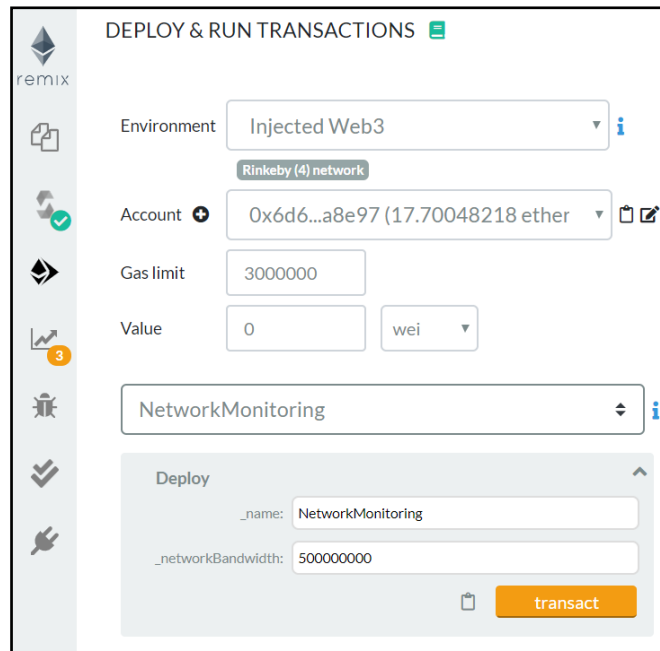 DEPLOY & RUN TRANSACTIONS
remix
Environment Injected Web3
Rinkeby (4) network
Account 0x6d6...a8e97 (17.70048218 ether
Gas limit 3000000
Value 0 wei
3
NetworkMonitoring
Deploy
_name: NetworkMonitoring
_networkBandwidth: 500000000
transact